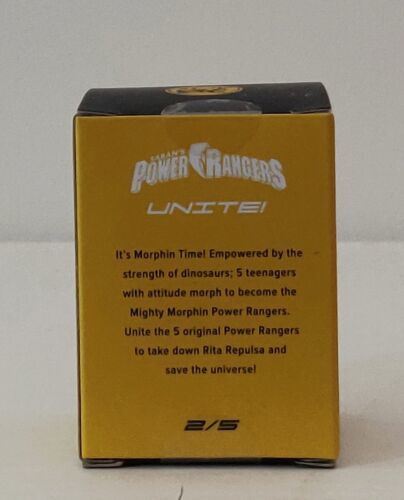 SABAN'S
POWER RANGERS
UNITE!
It's Morphin Time! Empowered by the
strength of dinosaurs; 5 teenagers
with attitude morph to become the
Mighty Morphin Power Rangers.
Unite the 5 original Power Rangers
to take down Rita Repulsa and
save the universe!
2/5